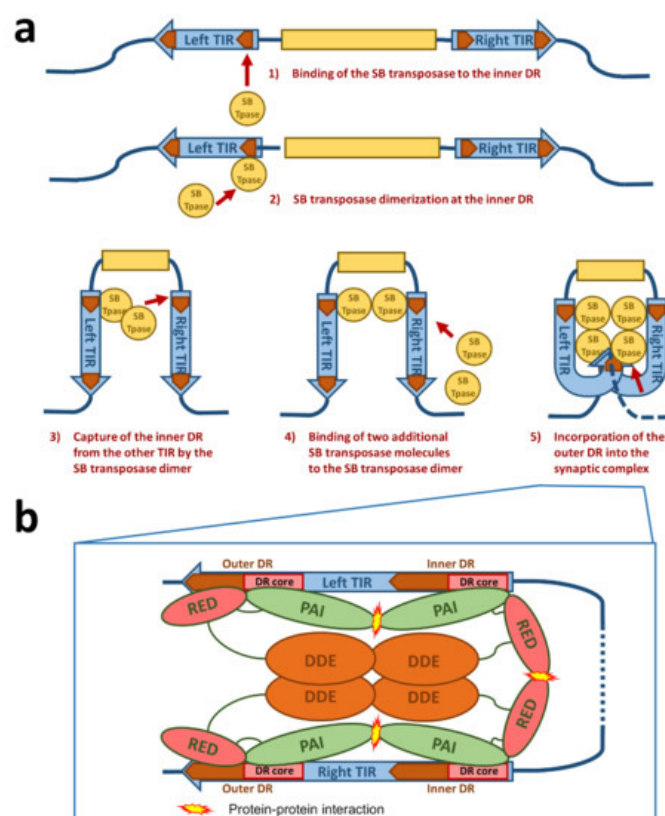 a
Left TIR
Right TIR
1) Binding of the SB transposase to the inner DR
SB
Tpase
Left TIR
Right TIR
SB
Tpase
SB
Tpase
2) SB transposase dimerization at the inner DR
Left TIR
SB
Tpase
SB
Tpase
Right TIR
Left TIR
SB
Tpase
SB
Tpase
Right TIR
SB
Tpase
SB
Tpase
Left TIR
SB
Tpase
SB
Tpase
SB
Tpase
SB
Tpase
Right TIR
3) Capture of the inner DR
from the other TIR by the
SB transposase dimer
4) Binding of two additional
SB transposase molecules
to the SB transposase dimer
5) Incorporation of the
outer DR into the
synaptic complex
b
Outer DR
Inner DR
DR core
Left TIR
DR core
RED
PAI
PAI
RED
DDE
DDE
DDE
DDE
RED
RED
PAI
PAI
DR core
Right TIR
DR core
Outer DR
Inner DR
Protein-protein interaction